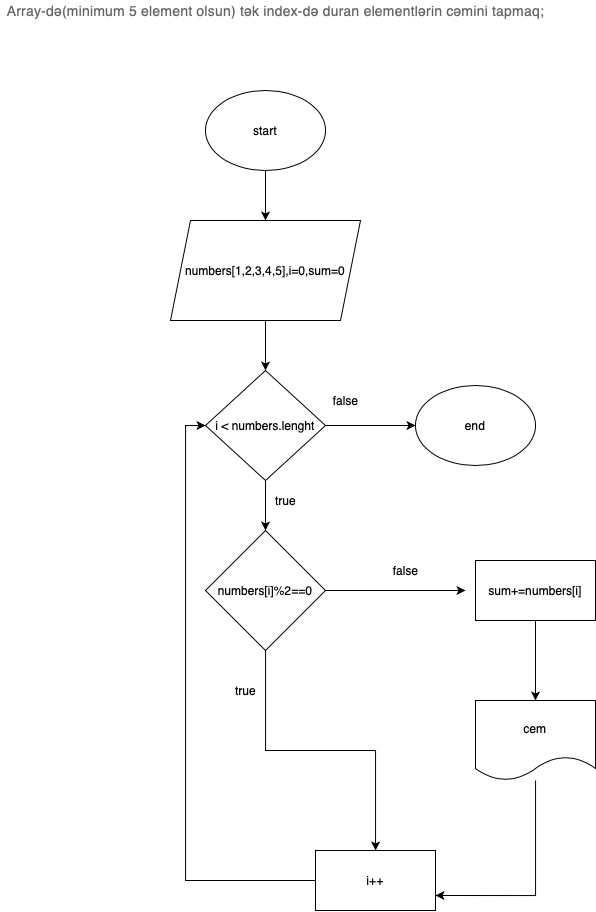 Array-də(minimum 5 element olsun) tək index-də duran elementlərin cəmini tapmaq;
start
numbers[1,2,3,4,5],i=0,sum=0
i < numbers.lenght
false
end
true
numbers[i]%2==0
false
sum+=numbers[i]
true
cem
i++